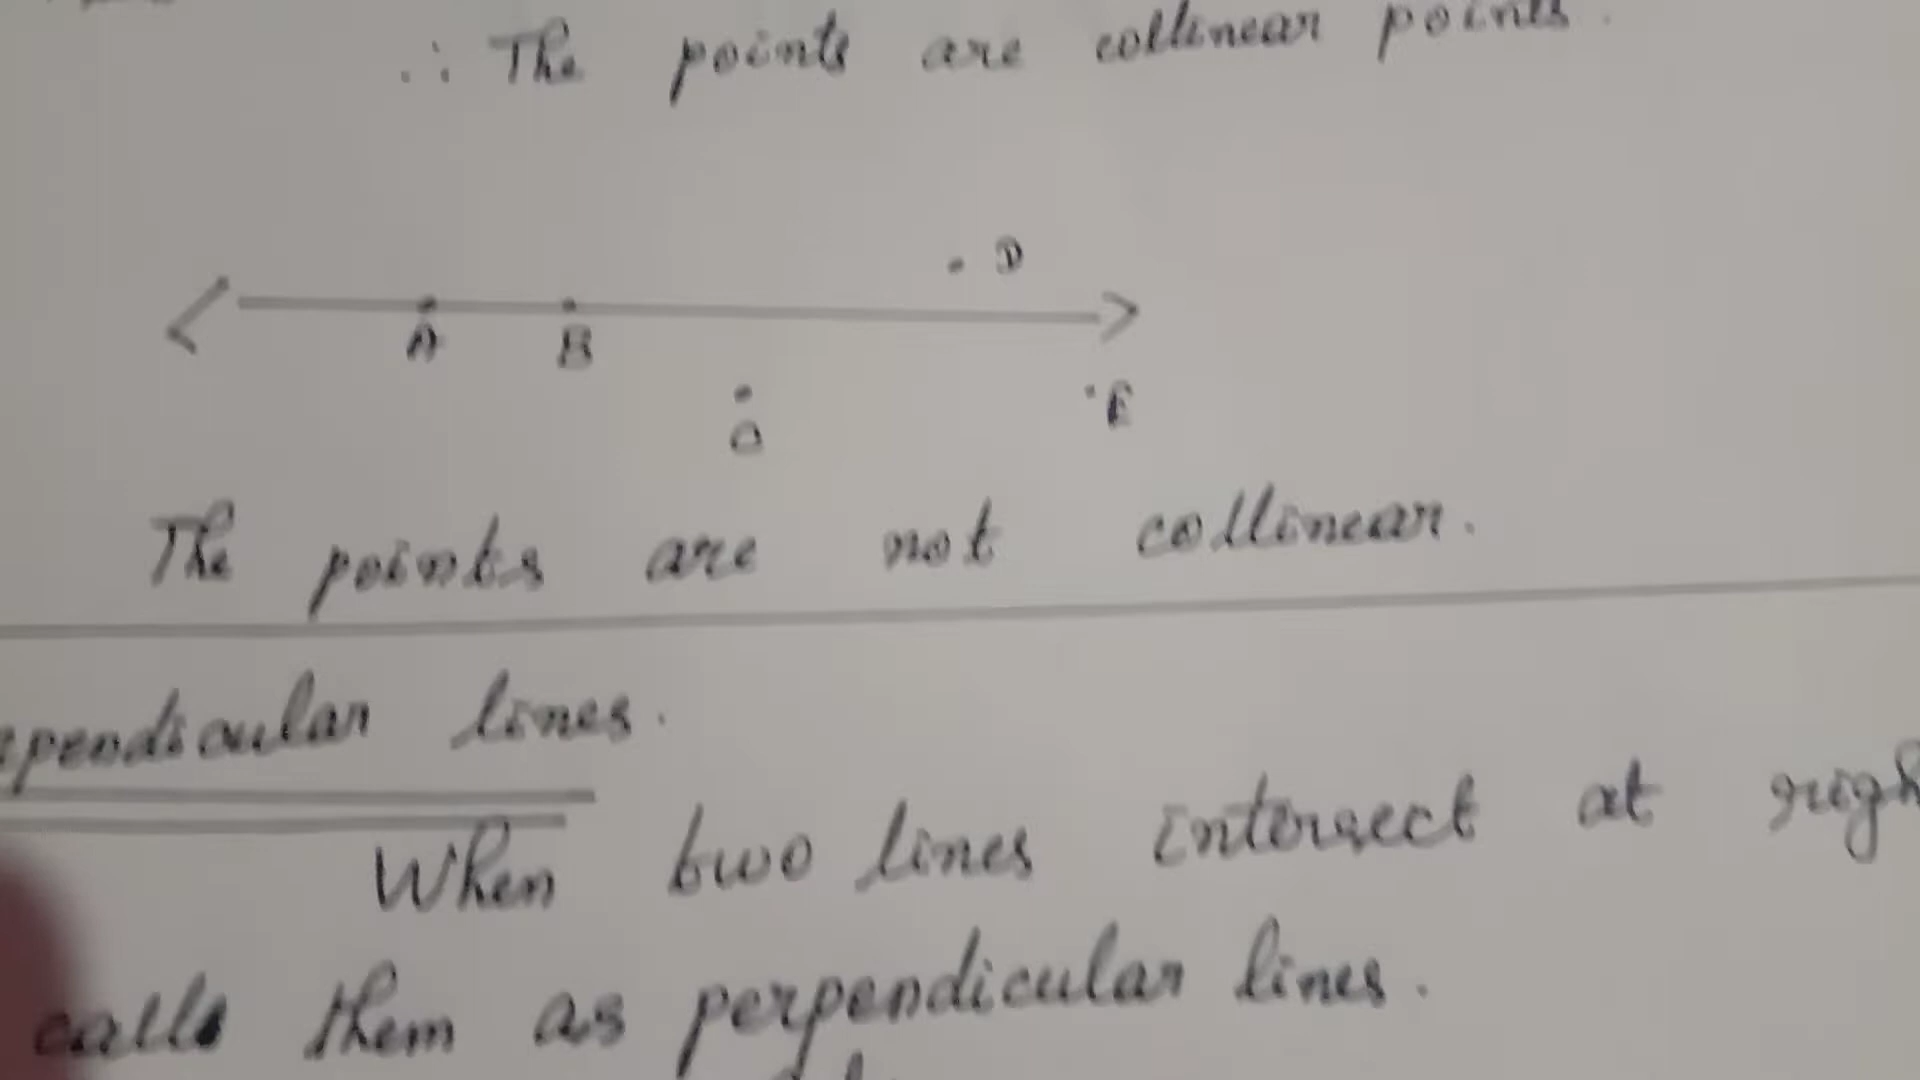 ∴ The points are collinear points.
D
A B
C
E
The points are not collinear.
pendicular lines.
When two lines intersect at righ
calls them as perpendicular lines.